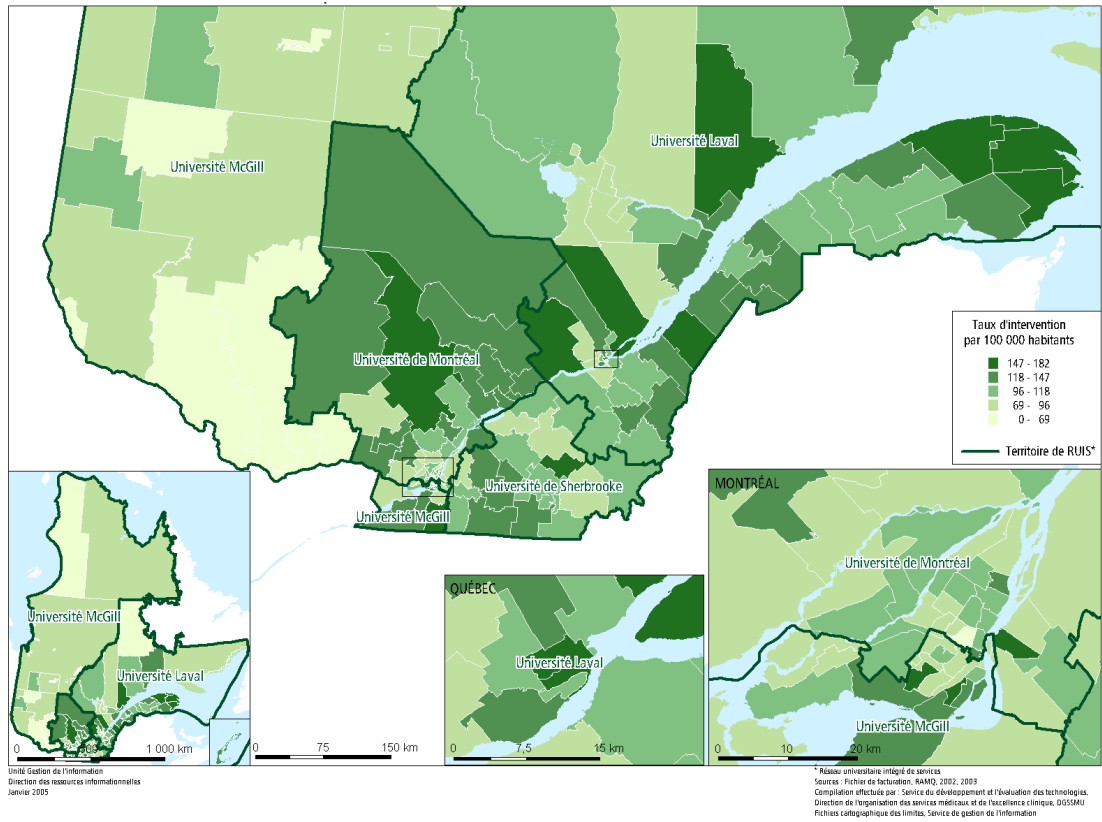 Université McGill
Université Laval
Université de Montréal
Université de Sherbrooke
Université McGill
Taux d'intervention
par 100 000 habitants
147 - 182
118 - 147
96 - 118
69 - 96
0 - 69
Territoire de RUIS*
Université McGill
Université Laval
0
1 000 km
0
75
150 km
QUÉBEC
Université Laval
0
7,5
15 km
MONTRÉAL
Université de Montréal
Université McGill
0
10
20 km
Unité Gestion de l'information
Direction des ressources informationnelles
Janvier 2005
* Réseau universitaire intégré de services
Sources : Fichier de facturation, RAMQ, 2002, 2003
Compilation effectuée par : Service du développement et l'évaluation des technologies,
Direction de l'organisation des services médicaux et de l'excellence clinique, DGSSMU
Fichiers cartographique des limites, Service de gestion de l'information